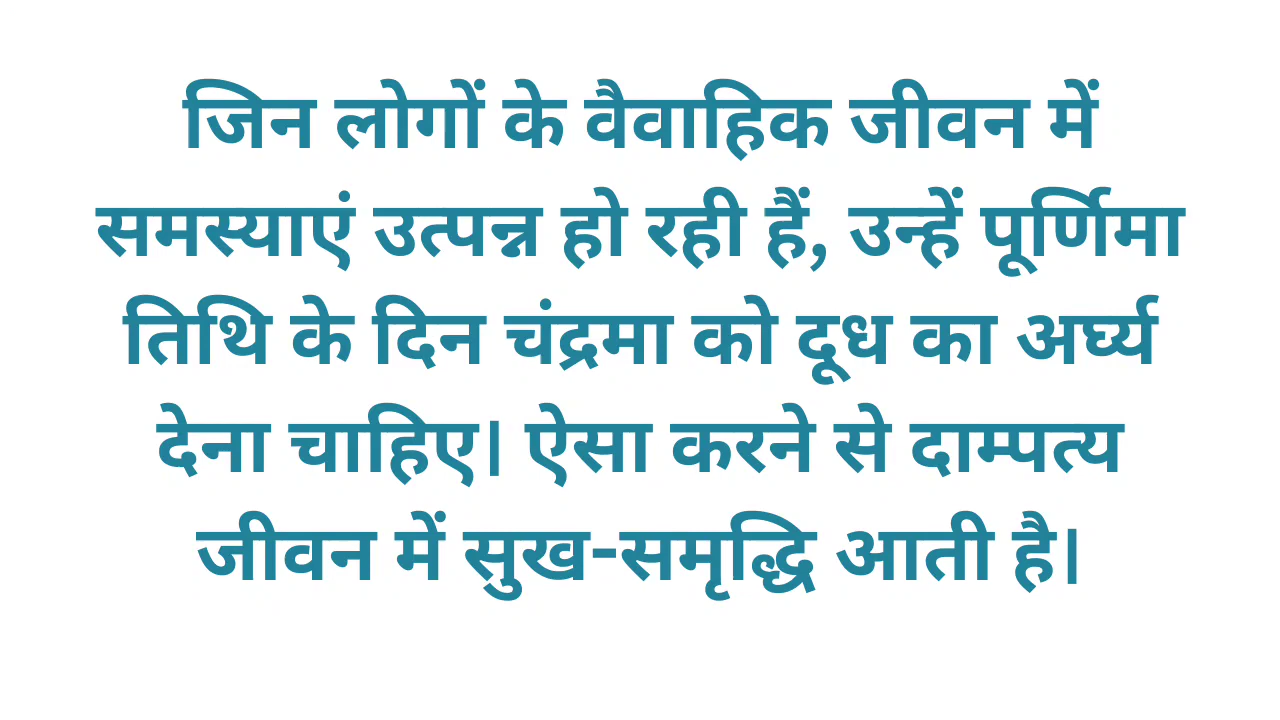 जिन लोगों के वैवाहिक जीवन में
समस्याएं उत्पन्न हो रही हैं, उन्हें पूर्णिमा
तिथि के दिन चंद्रमा को दूध का अर्घ्य
देना चाहिए। ऐसा करने से दाम्पत्य
जीवन में सुख-समृद्धि आती है।